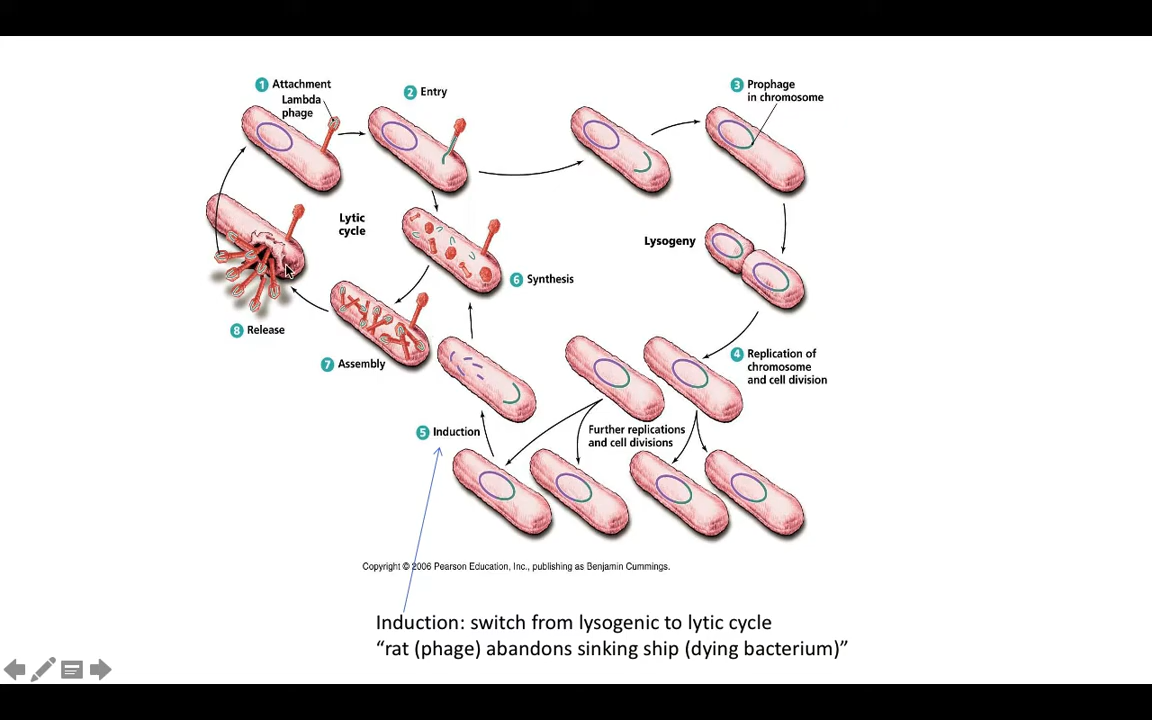 1 Attachment
Lambda
phage
2 Entry
3 Prophage
in chromosome
Lytic
cycle
Lysogeny
6 Synthesis
8 Release
7 Assembly
4 Replication of
chromosome
and cell division
5 Induction
Further replications
and cell divisions
Copyright © 2006 Pearson Education, Inc., publishing as Benjamin Cummings.
Induction: switch from lysogenic to lytic cycle
“rat (phage) abandons sinking ship (dying bacterium)”